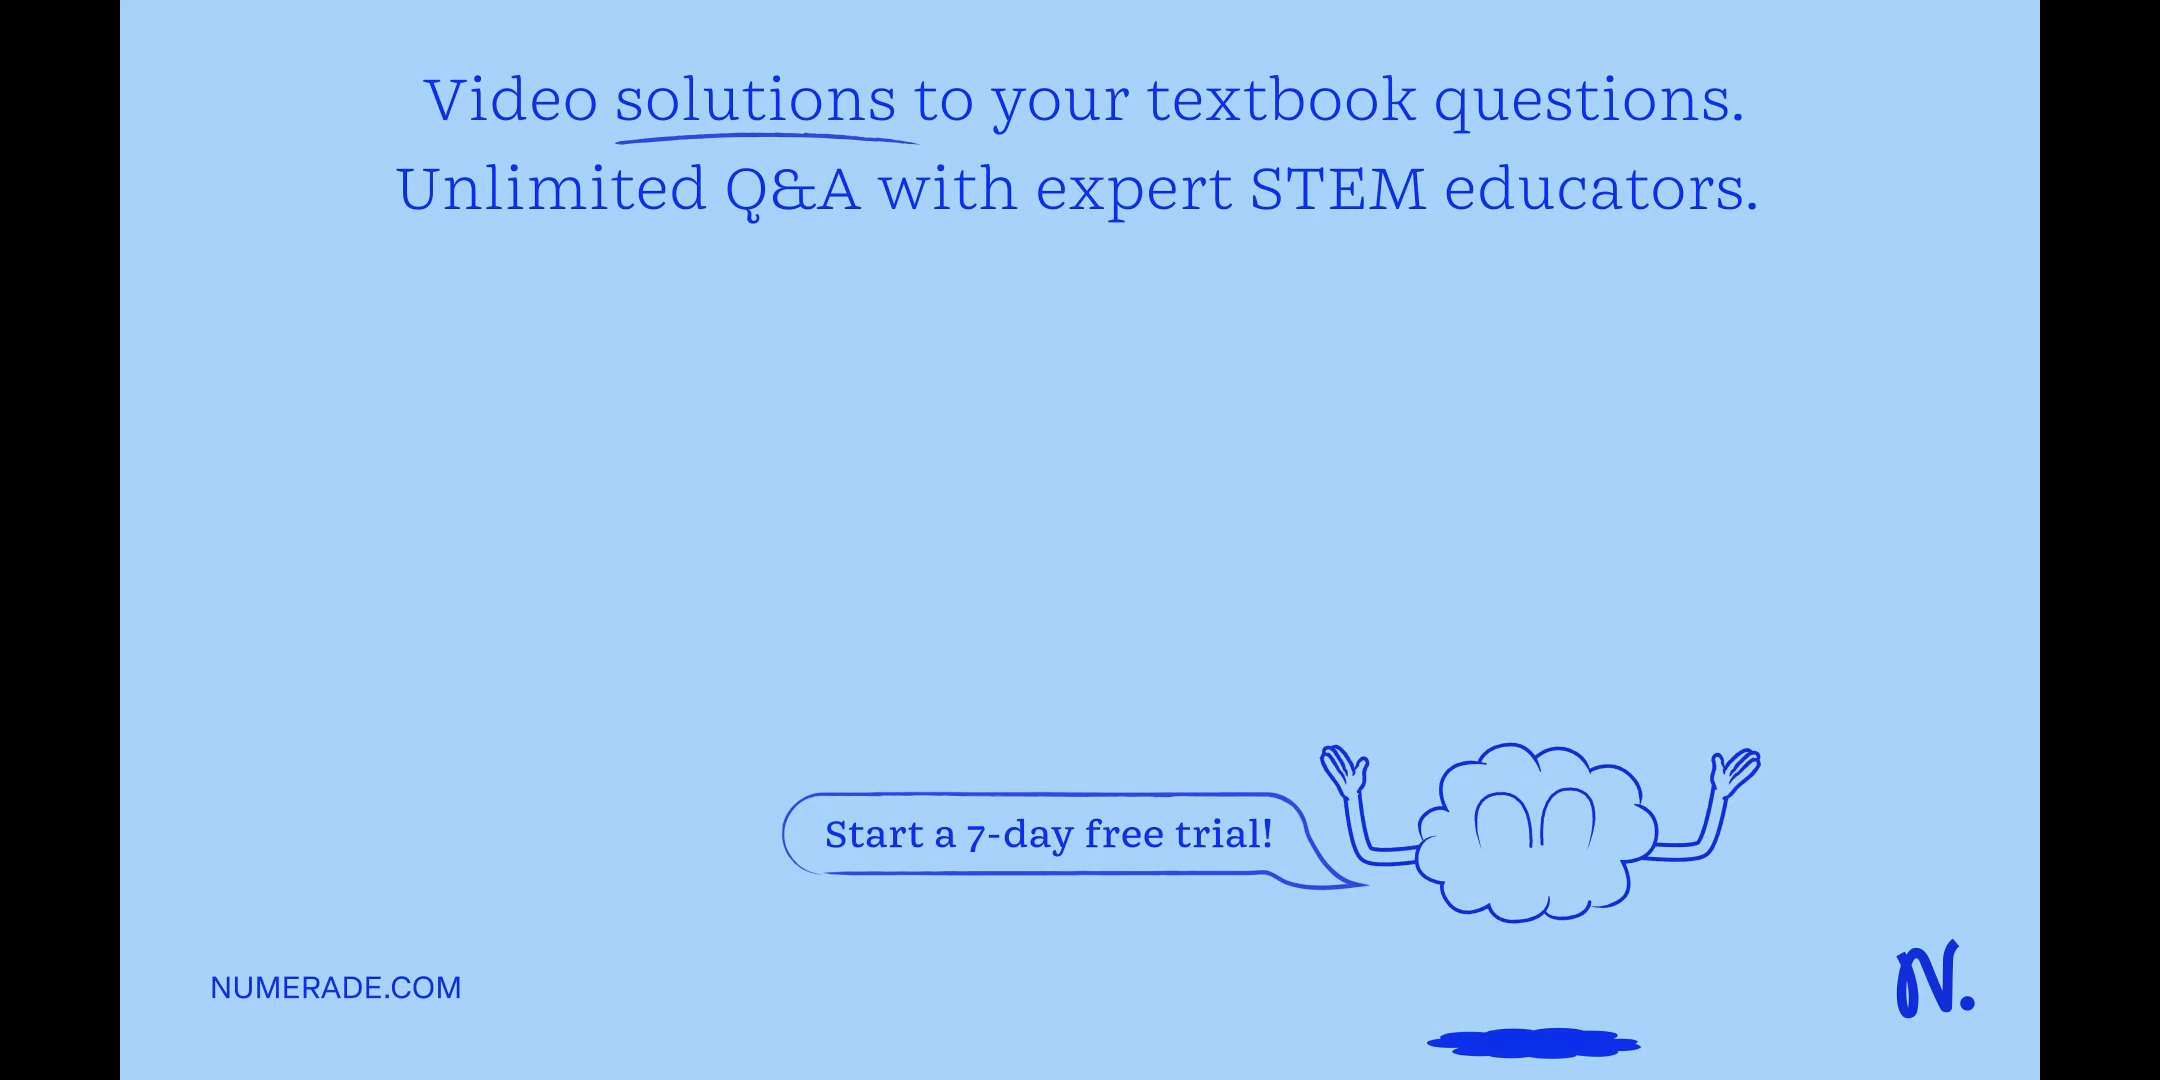 Video solutions to your textbook questions.
Unlimited Q&A with expert STEM educators.
Start a 7-day free trial!
NUMERADE.COM
N.